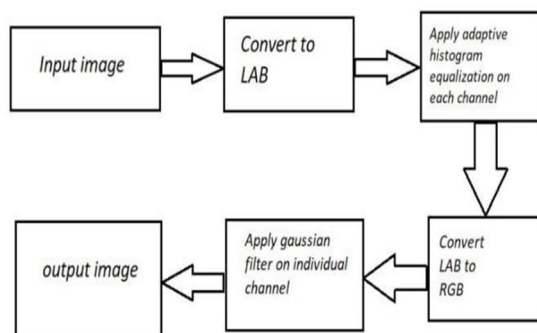 Input image
Convert to
LAB
Apply adaptive
histogram
equalization on
each channel
Convert
LAB to
RGB
Apply gaussian
filter on individual
channel
output image